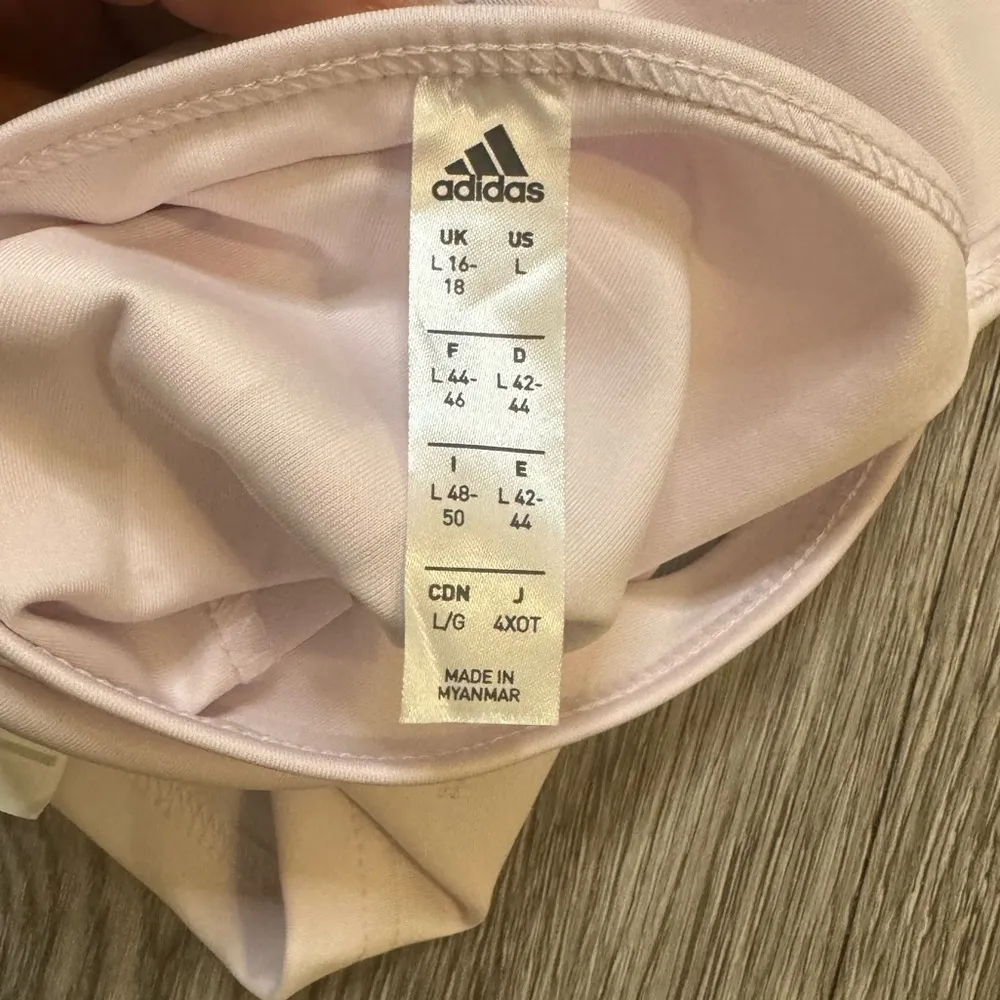 adidas
UK US
L 16- L
18
F D
L 44- L 42-
46 44
I E
L 48- L 42-
50 44
CDN J
L/G 4XOT
MADE IN
MYANMAR